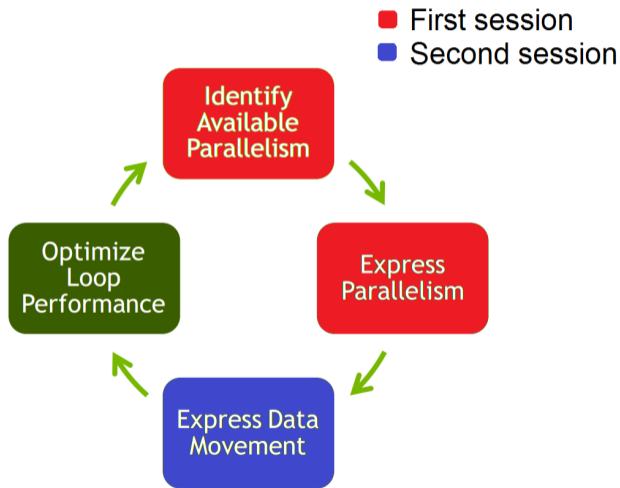 First session
Second session
Identify
Available
Parallelism
Express
Parallelism
Optimize
Loop
Performance
Express Data
Movement